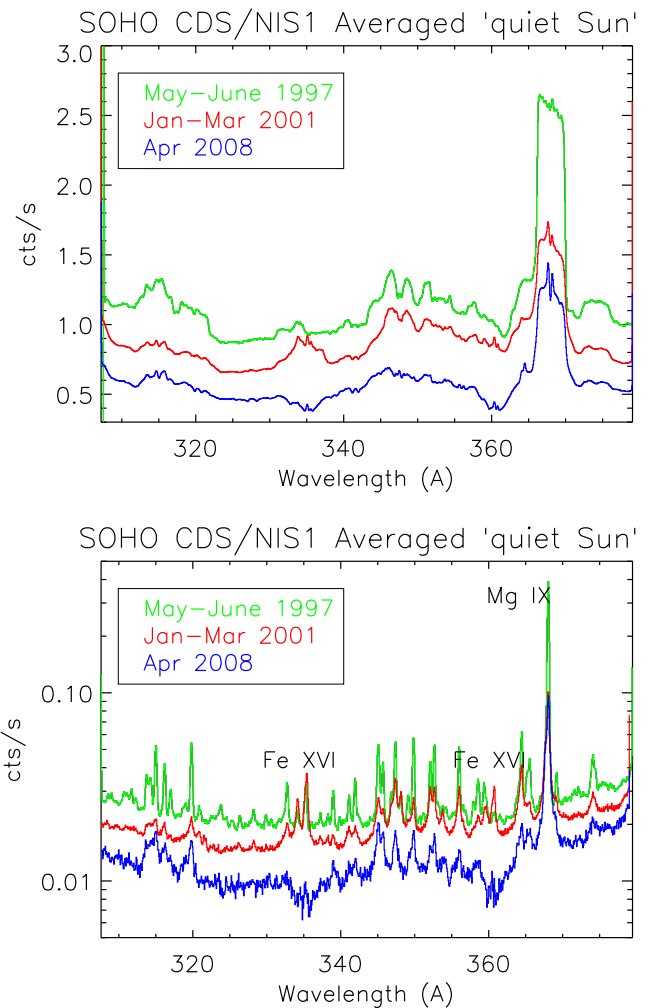 SOHO CDS/NIS1 Averaged 'quiet Sun'
3.0
2.5
2.0
1.5
1.0
0.5
cts/s
May-June 1997
Jan-Mar 2001
Apr 2008
320 340 360
Wavelength (A)
SOHO CDS/NIS1 Averaged 'quiet Sun'
0.10
0.01
cts/s
May-June 1997
Jan-Mar 2001
Apr 2008
Mg IX
Fe XVI Fe XVI
320 340 360
Wavelength (A)